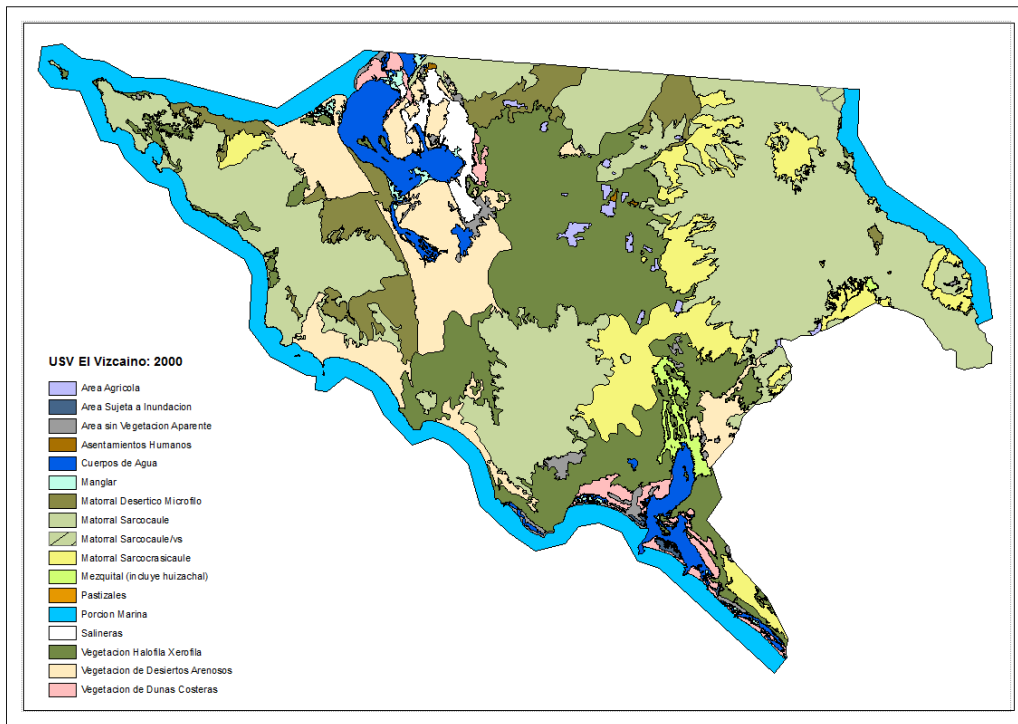 USV El Vizcaino: 2000
Area Agricola
Area Sujeta a Inundacion
Area sin Vegetacion Aparente
Asentamientos Humanos
Cuerpos de Agua
Manglar
Matorral Desertico Microfilo
Matorral Sarcocaule
Matorral Sarcocaule/vs
Matorral Sarcocrasicaule
Mezquital (incluye huizachal)
Pastizales
Porcion Marina
Salineras
Vegetacion Halofila Xerofila
Vegetacion de Desiertos Arenosos
Vegetacion de Dunas Costeras